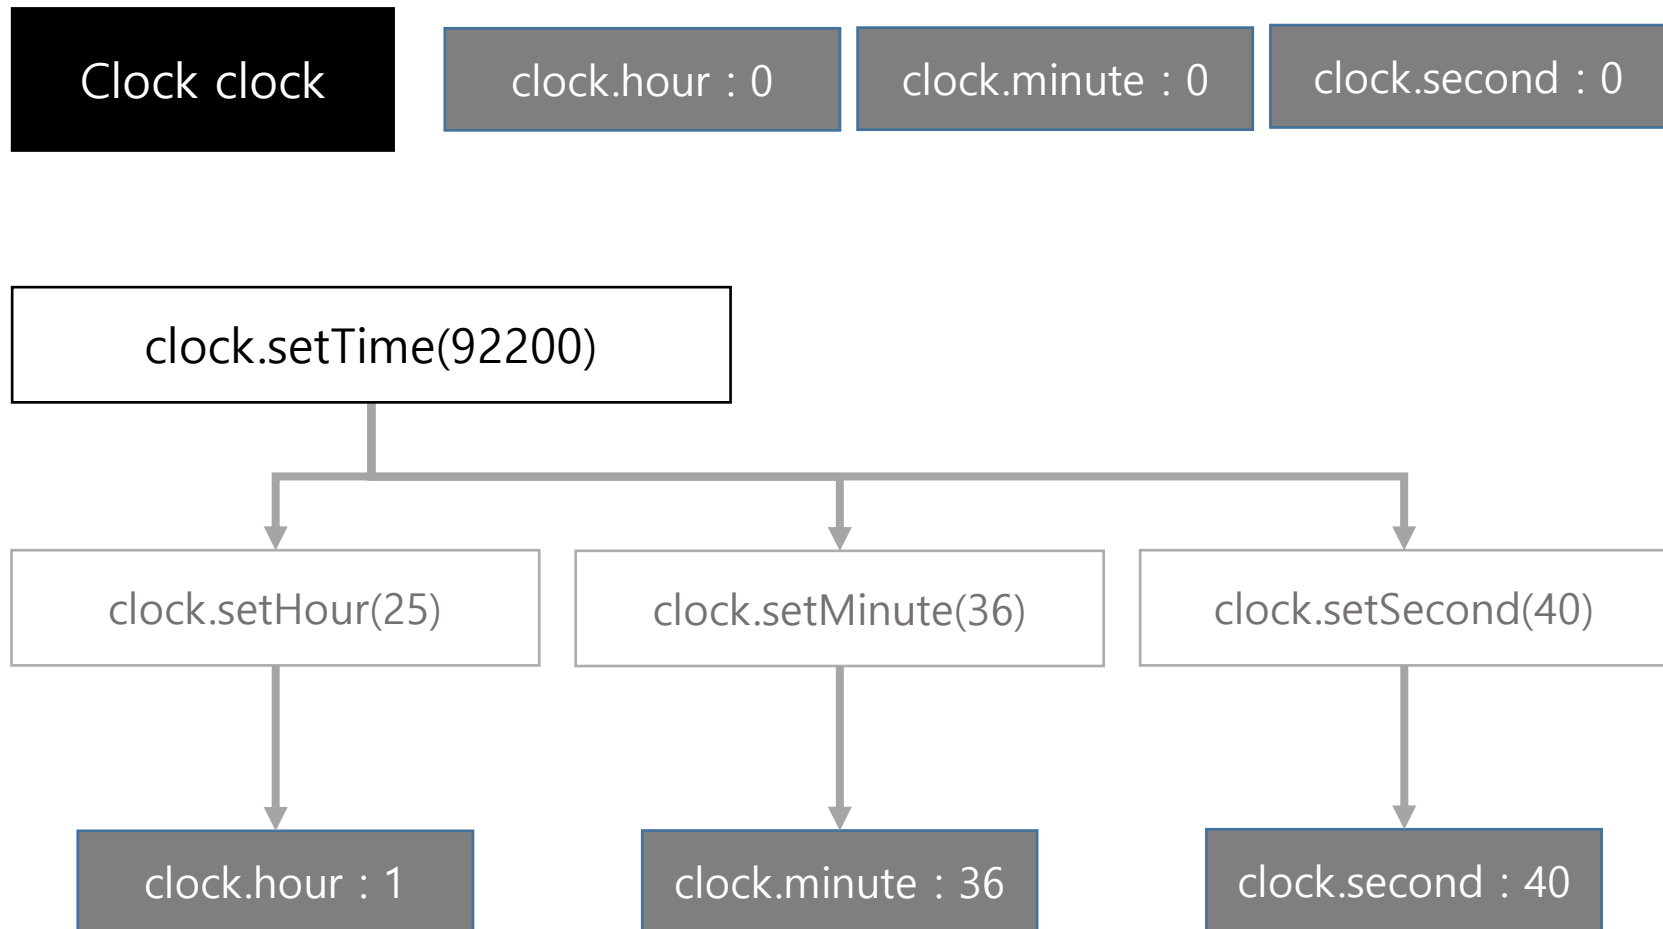 Clock clock
clock.hour : 0
clock.minute : 0
clock.second : 0
clock.setTime(92200)
clock.setHour(25)
clock.setMinute(36)
clock.setSecond(40)
clock.hour : 1
clock.minute : 36
clock.second : 40